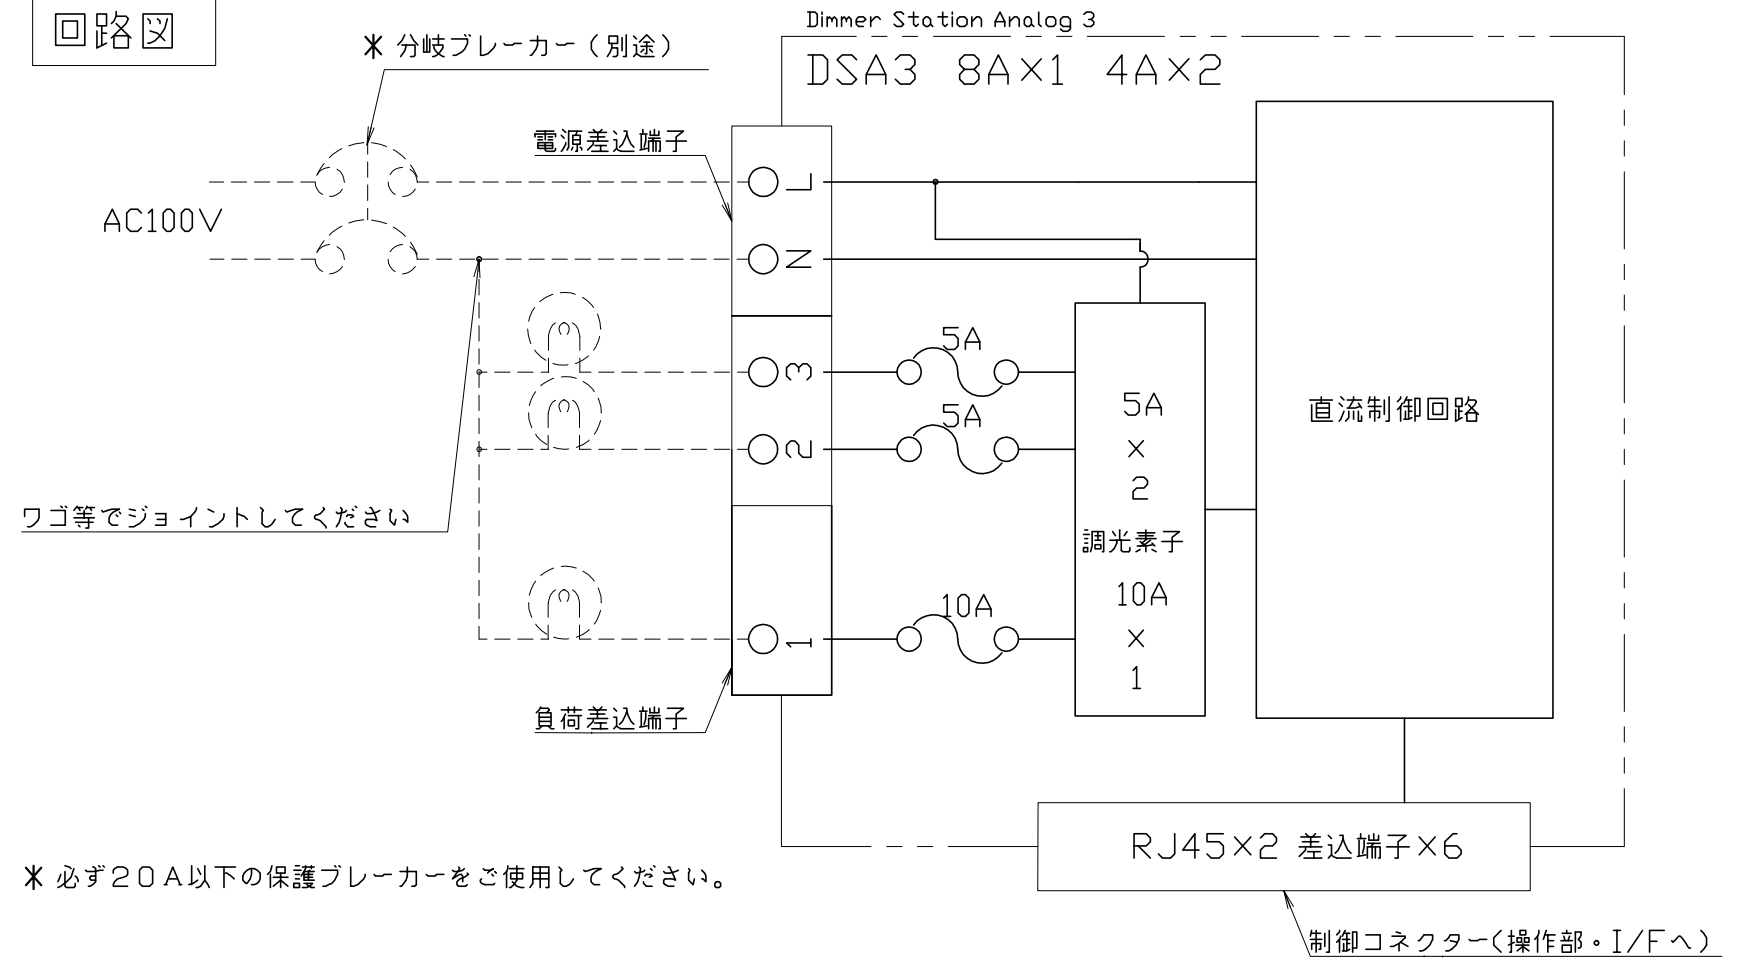 回路図
Dimmer Station Analog 3
＊ 分岐ブレーカー（別途）
DSA3 8A×1 4A×2
電源差込端子
L
AC100V
N
5A
3
5A
5A
×
2
調光素子
10A
×
1
直流制御回路
2
ワゴ等でジョイントしてください
10A
1
負荷差込端子
RJ45×2 差込端子×6
＊ 必ず２０Ａ以下の保護ブレーカーをご使用してください。
制御コネクター(操作部・I/Fへ)